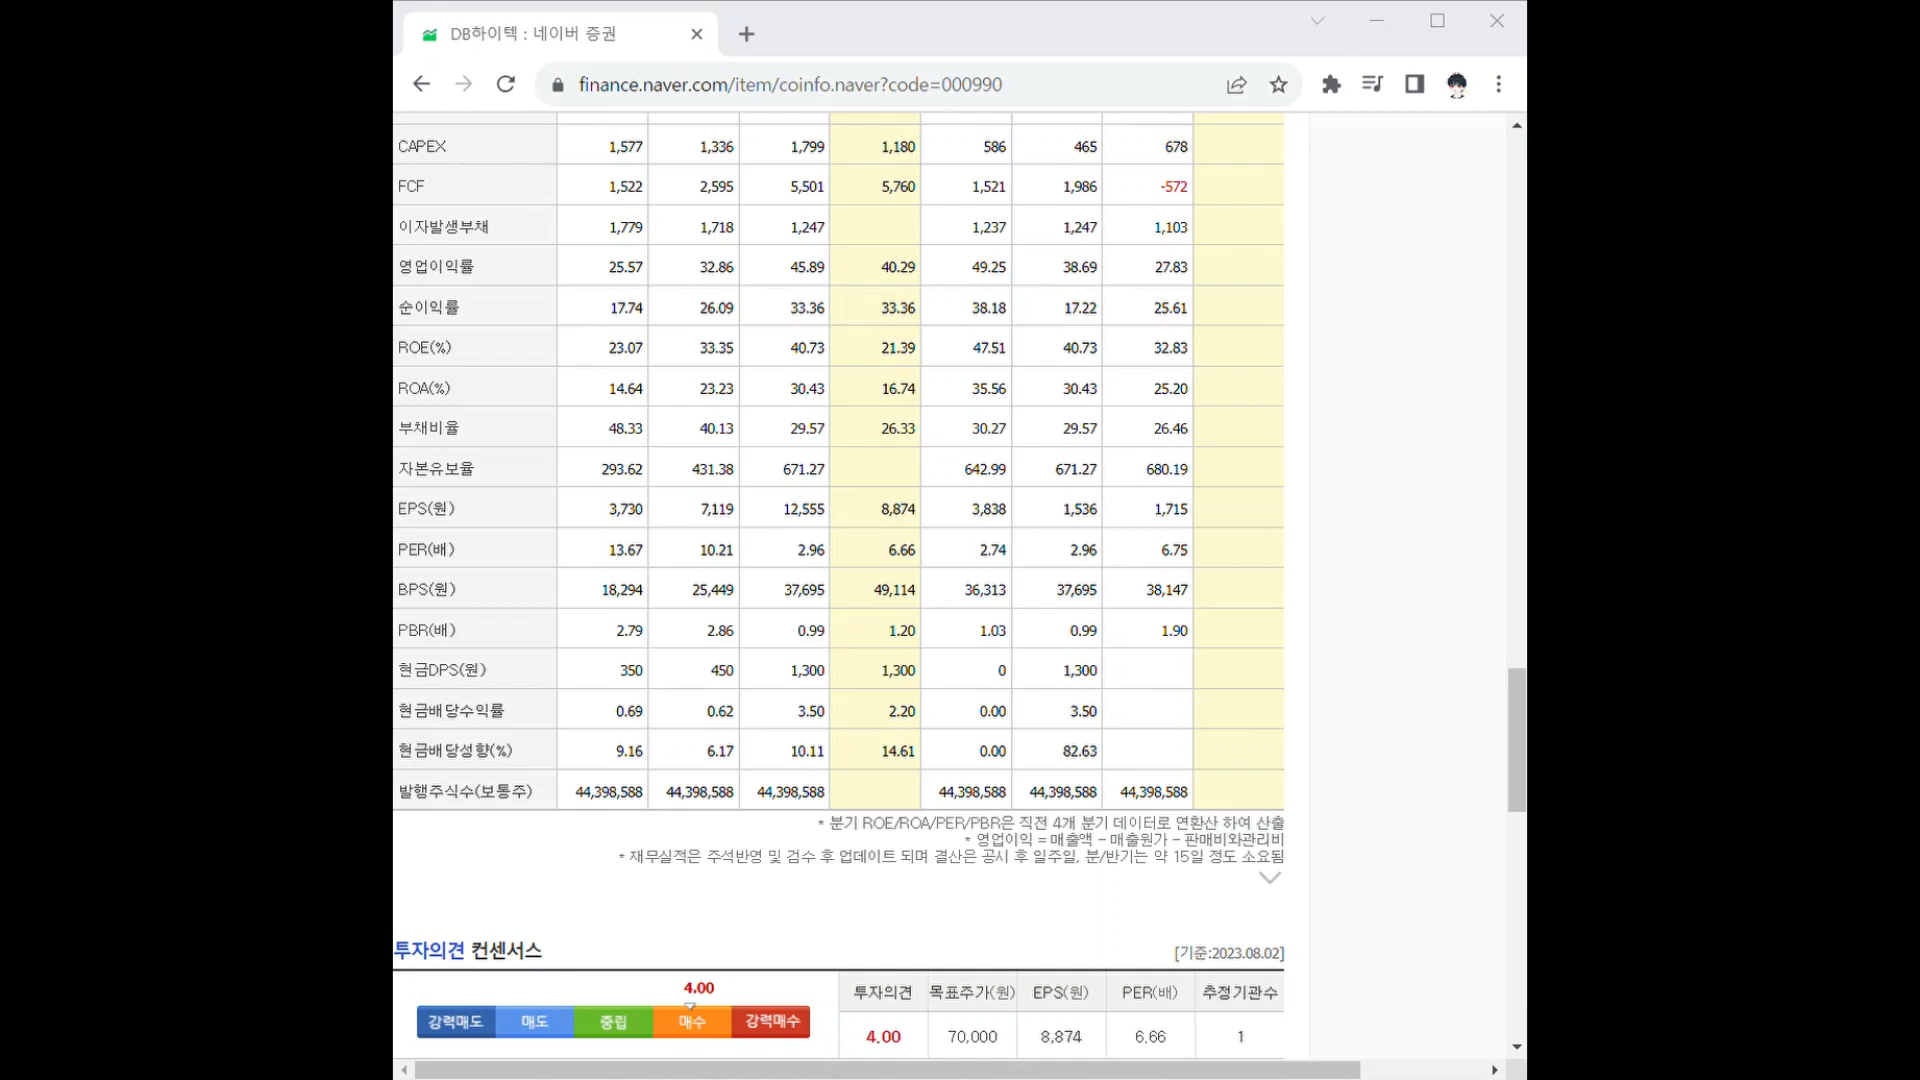 DB하이텍 : 네이버 증권
finance.naver.com/item/coinfo.naver?code=000990
CAPEX 1,577 1,336 1,799 1,180 586 465 678
FCF 1,522 2,595 5,501 5,760 1,521 1,986 -572
이자발생부채 1,779 1,718 1,247 1,237 1,247 1,103
영업이익률 25.57 32.86 45.89 40.29 49.25 38.69 27.83
순이익률 17.74 26.09 33.36 33.36 38.18 17.22 25.61
ROE(%) 23.07 33.35 40.73 21.39 47.51 40.73 32.83
ROA(%) 14.64 23.23 30.43 16.74 35.56 30.43 25.20
부채비율 48.33 40.13 29.57 26.33 30.27 29.57 26.46
자본유보율 293.62 431.38 671.27 642.99 671.27 680.19
EPS(원) 3,730 7,119 12,555 8,874 3,838 1,536 1,715
PER(배) 13.67 10.21 2.96 6.66 2.74 2.96 6.75
BPS(원) 18,294 25,449 37,695 49,114 36,313 37,695 38,147
PBR(배) 2.79 2.86 0.99 1.20 1.03 0.99 1.90
현금DPS(원) 350 450 1,300 1,300 0 1,300
현금배당수익률 0.69 0.62 3.50 2.20 0.00 3.50
현금배당성향(%) 9.16 6.17 10.11 14.61 0.00 82.63
발행주식수(보통주) 44,398,588 44,398,588 44,398,588 44,398,588 44,398,588 44,398,588
* 분기 ROE/ROA/PER/PBR은 직전 4개 분기 데이터로 연환산 하여 산출
* 영업이익 = 매출액 - 매출원가 - 판매비와관리비
* 재무실적은 주석반영 및 검수 후 업데이트 되며 결산은 공시 후 일주일, 분/반기는 약 15일 정도 소요됨
투자의견 컨센서스 [기준:2023.08.02]
4.00
강력매도 매도 중립 매수 강력매수
투자의견 목표주가(원) EPS(원) PER(배) 추정기관수
4.00 70,000 8,874 6.66 1